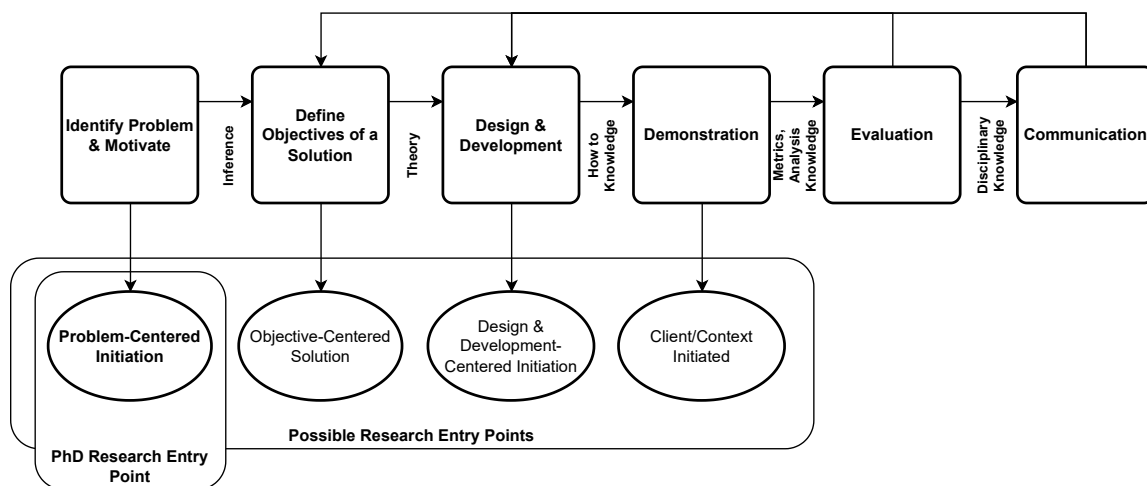 Identify Problem
& Motivate
Inference
Define
Objectives of a
Solution
Theory
Design &
Development
How to
Knowledge
Demonstration
Metrics,
Analysis
Knowledge
Evaluation
Disciplinary
Knowledge
Communication
Problem-Centered
Initiation
Objective-Centered
Solution
Design &
Development-
Centered Initiation
Client/Context
Initiated
Possible Research Entry Points
PhD Research Entry
Point